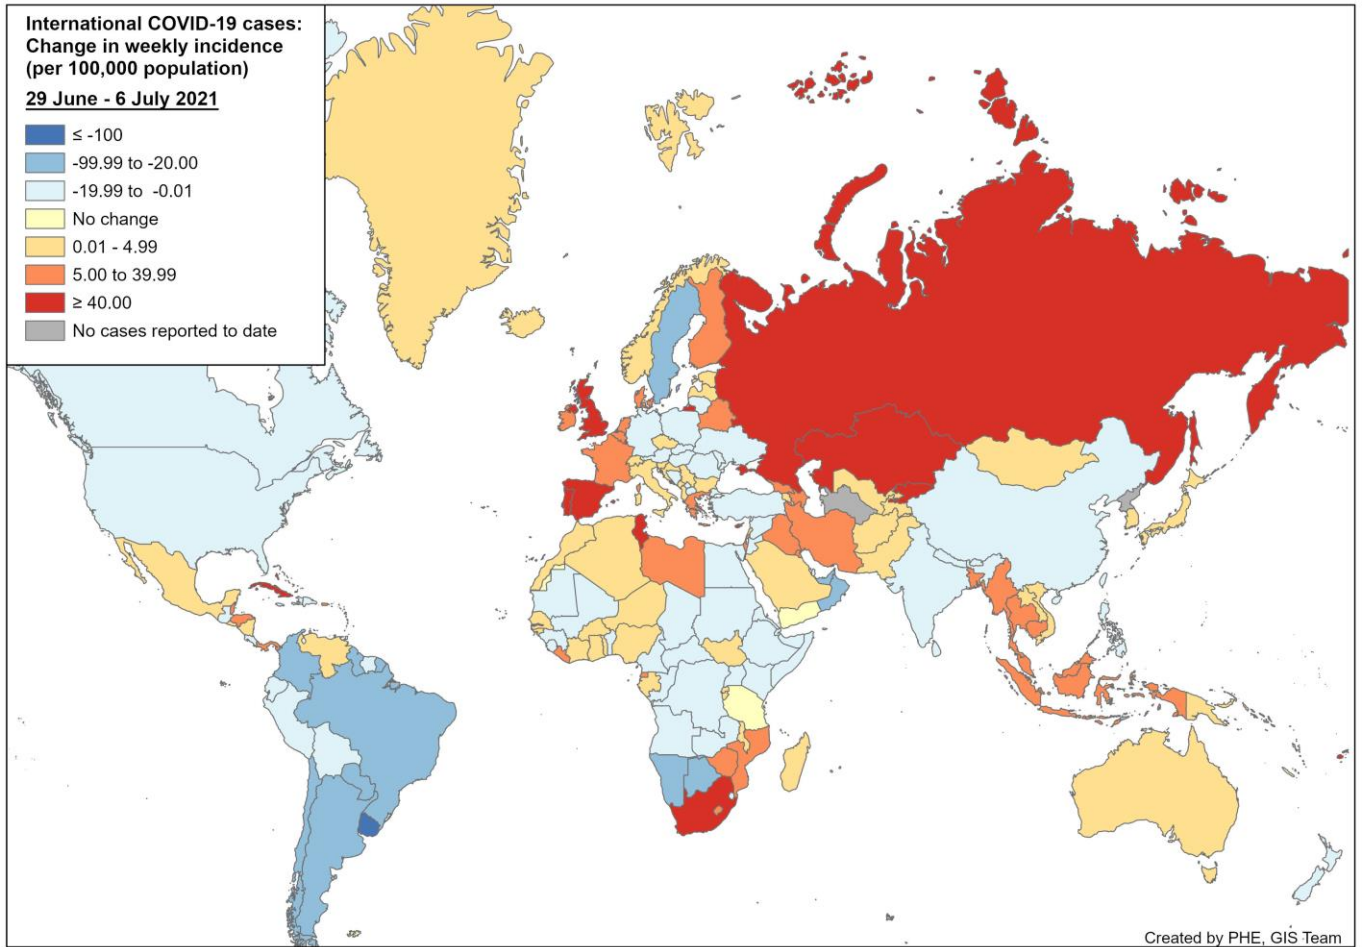 International COVID-19 cases:
Change in weekly incidence
(per 100,000 population)
29 June - 6 July 2021
≤ -100
-99.99 to -20.00
-19.99 to -0.01
No change
0.01 - 4.99
5.00 to 39.99
≥ 40.00
No cases reported to date
Created by PHE, GIS Team